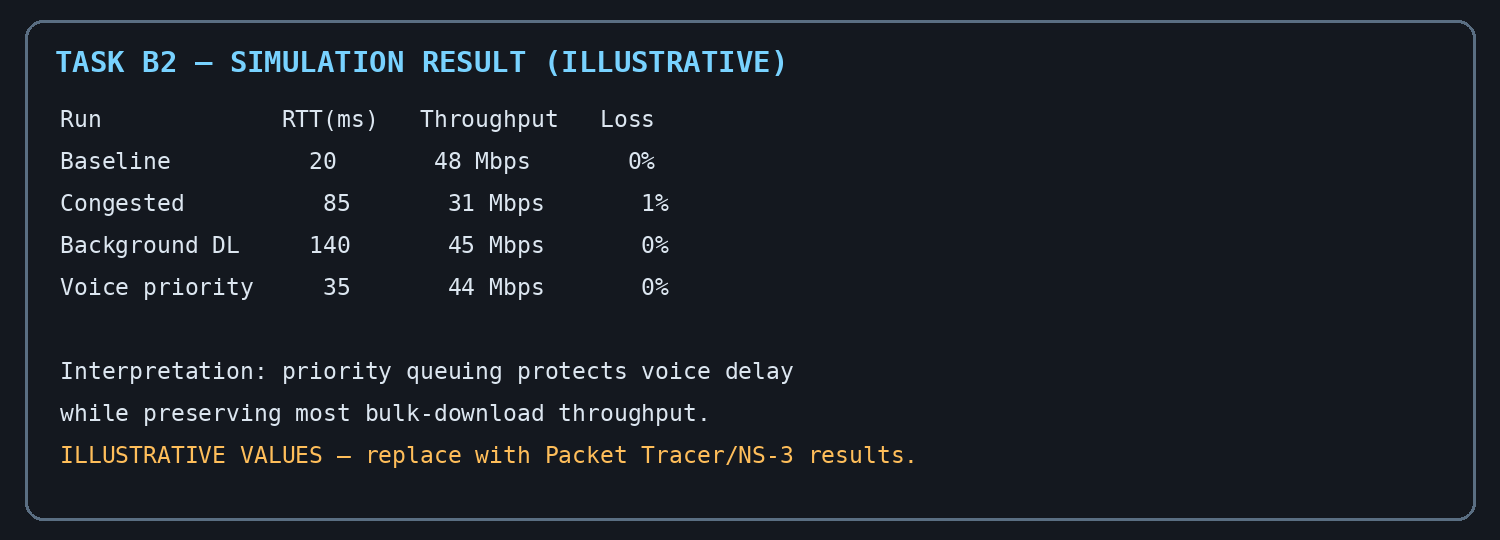 TASK B2 — SIMULATION RESULT (ILLUSTRATIVE)
Run RTT(ms) Throughput Loss
Baseline 20 48 Mbps 0%
Congested 85 31 Mbps 1%
Background DL 140 45 Mbps 0%
Voice priority 35 44 Mbps 0%
Interpretation: priority queuing protects voice delay
while preserving most bulk-download throughput.
ILLUSTRATIVE VALUES — replace with Packet Tracer/NS-3 results.